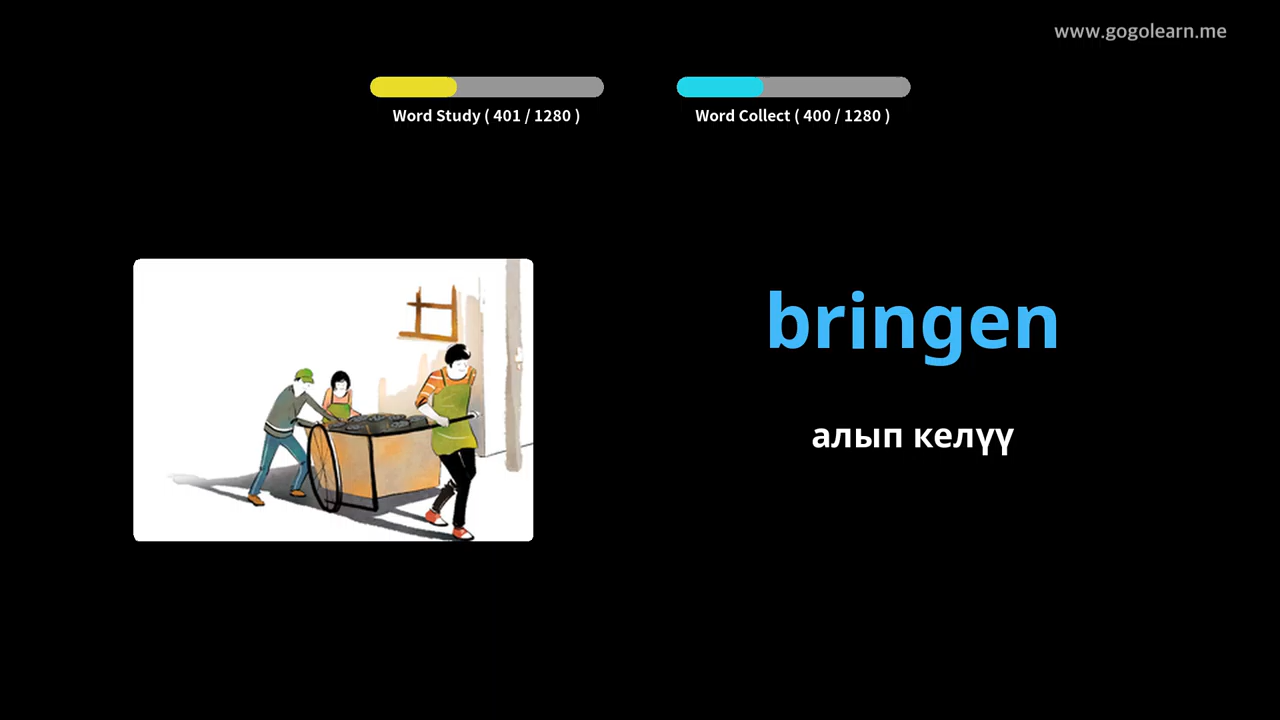 www.gogolearn.me
Word Study ( 401 / 1280 )
Word Collect ( 400 / 1280 )
bringen
алып келүү